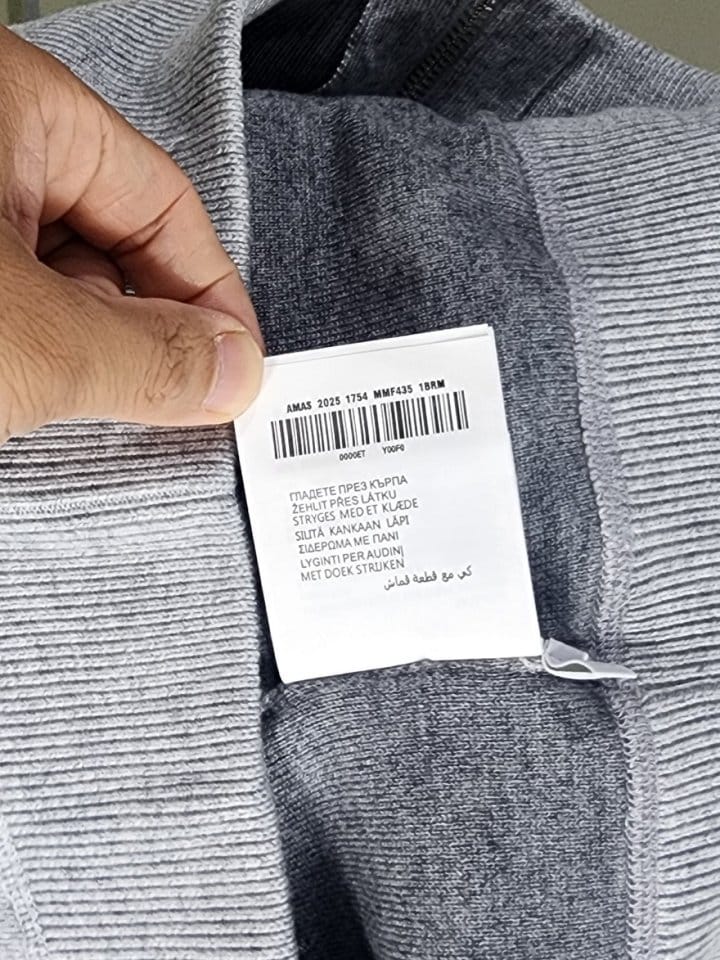 AMAS 2025 1754 MMF435 1BRM
0000ET Y00F0
ГЛАДЕТЕ ПРЕЗ КЪРПА
ŽEHLIT PŘES LÁTKU
STRYGES MED ET KLÆDE
SILITÄ KANKAAN LÄPI
ΣΙΔΕΡΩΜΑ ΜΕ ΠΑΝΙ
LYGINTI PER AUDINĮ
MET DOEK STRIJKEN
كي مع قطعة قماش